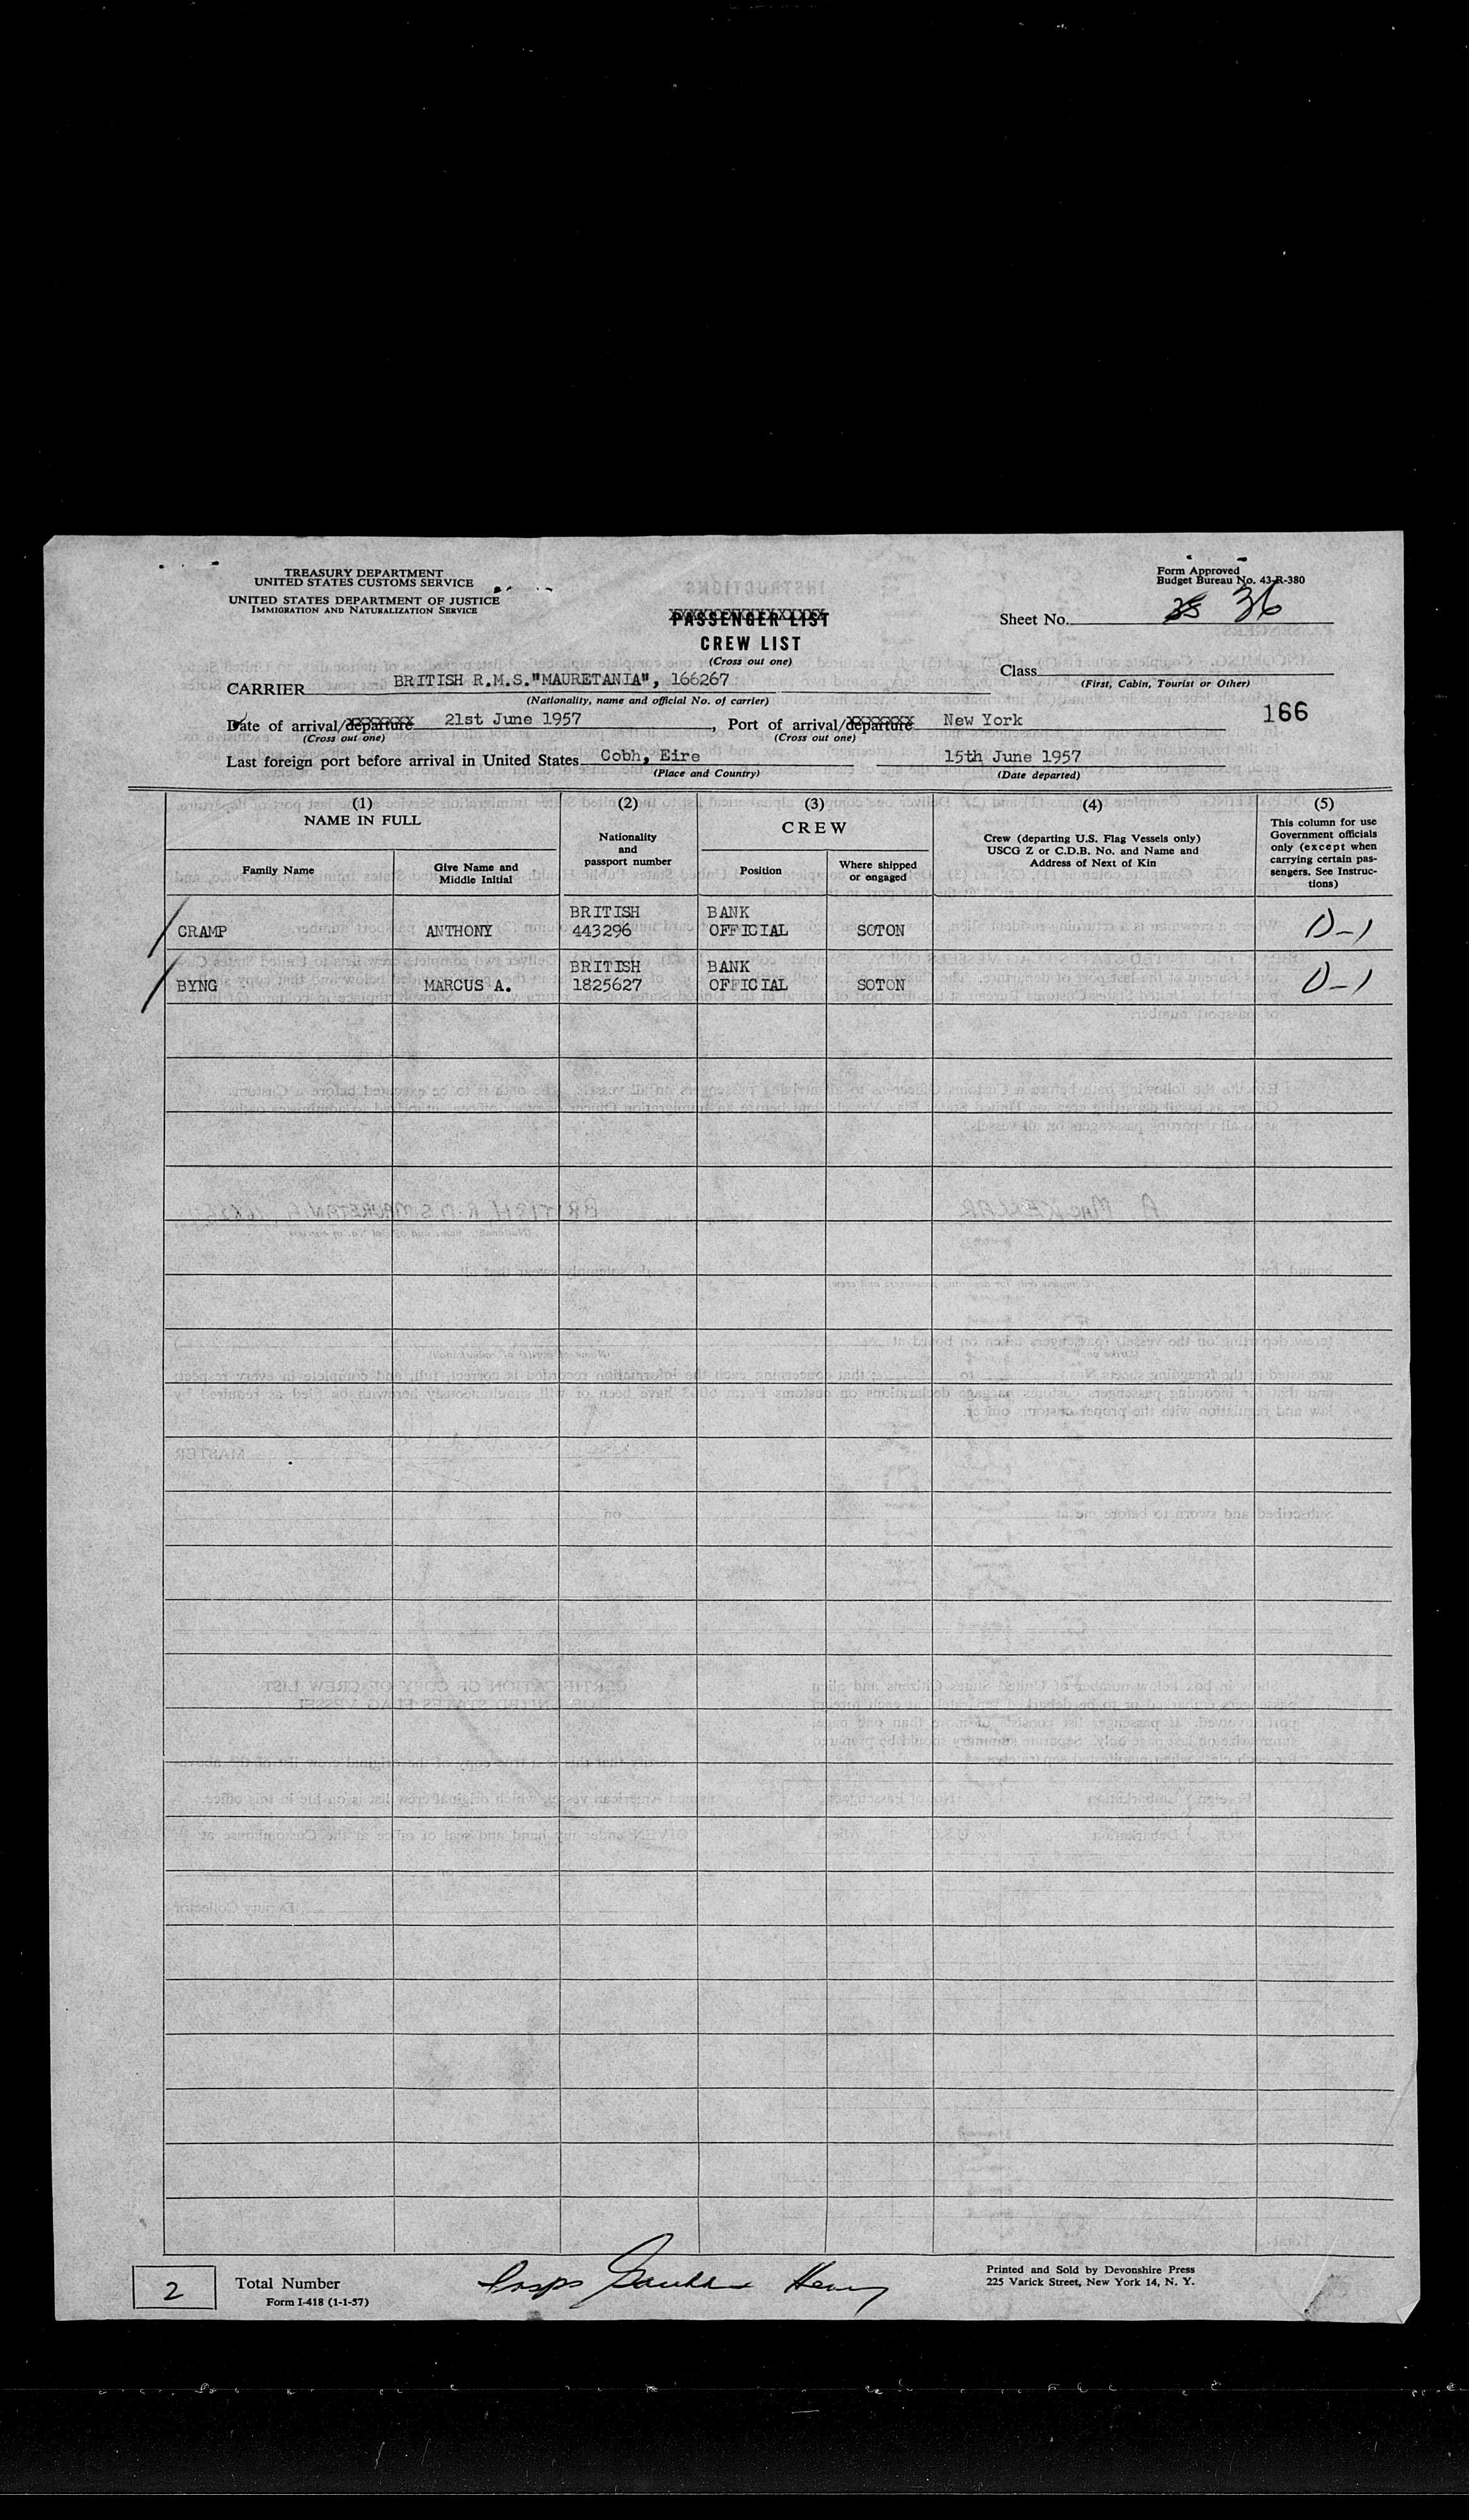 TREASURY DEPARTMENT
UNITED STATES CUSTOMS SERVICE
UNITED STATES DEPARTMENT OF JUSTICE
IMMIGRATION AND NATURALIZATION SERVICE
Form Approved
Budget Bureau No. 43-R-380
PASSENGER LIST
CREW LIST
(Cross out one)
Sheet No. 36
CARRIER BRITISH R.M.S."MAURETANIA", 166267
(Nationality, name and official No. of carrier)
Class
(First, Cabin, Tourist or Other)
166
Date of arrival/departure 21st June 1957, Port of arrival/departure New York
(Cross out one) (Cross out one)
Last foreign port before arrival in United States Cobh, Eire 15th June 1957
(Place and Country) (Date departed)
(1) (2) (3) (4) (5)
NAME IN FULL
Family Name
Give Name and
Middle Initial
Nationality
and
passport number
CREW
Position
Where shipped
or engaged
Crew (departing U.S. Flag Vessels only)
USCG Z or C.D.B. No. and Name and
Address of Next of Kin
This column for use
Government officials
only (except when
carrying certain pas-
sengers. See Instruc-
tions)
BRITISH BANK
CRAMP ANTHONY 443296 OFFICIAL SOTON D-1
BRITISH BANK
BYNG MARCUS A. 1825627 OFFICIAL SOTON D-1
2 Total Number
Form I-418 (1-1-57)
Printed and Sold by Devonshire Press
225 Varick Street, New York 14, N. Y.